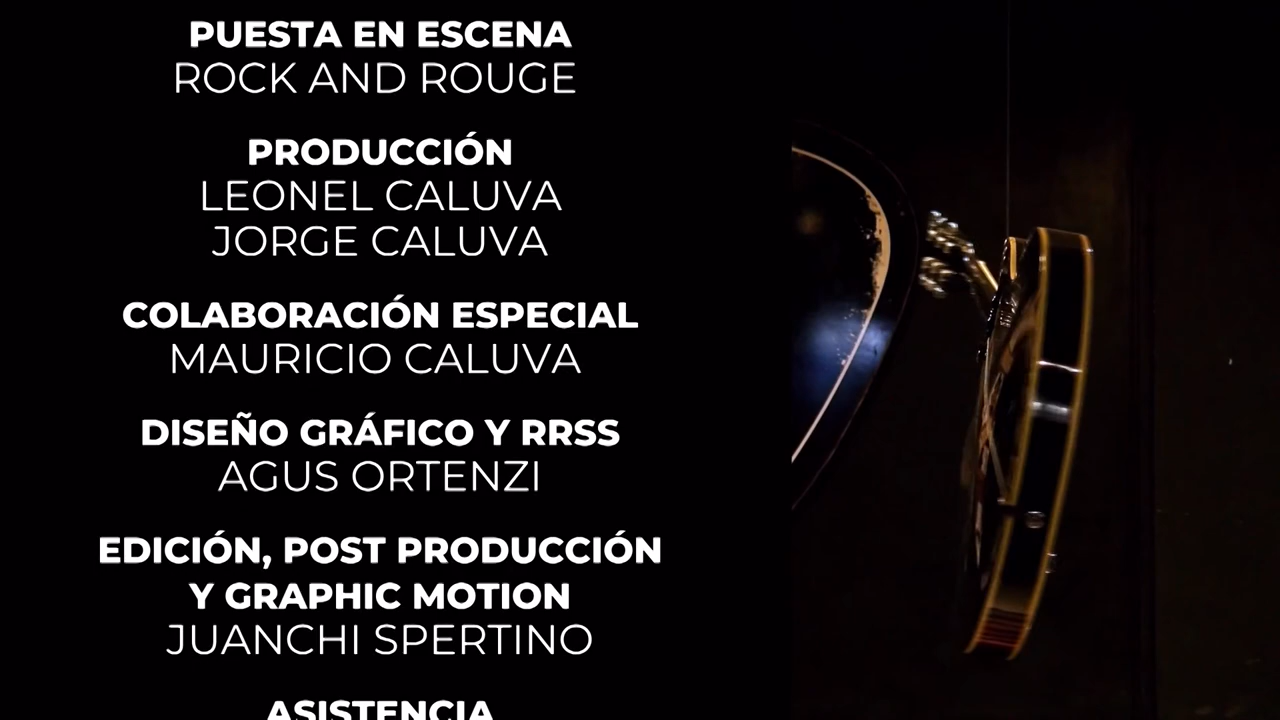 PUESTA EN ESCENA
ROCK AND ROUGE
PRODUCCIÓN
LEONEL CALUVA
JORGE CALUVA
COLABORACIÓN ESPECIAL
MAURICIO CALUVA
DISEÑO GRÁFICO Y RRSS
AGUS ORTENZI
EDICIÓN, POST PRODUCCIÓN
Y GRAPHIC MOTION
JUANCHI SPERTINO
ASISTENCIA